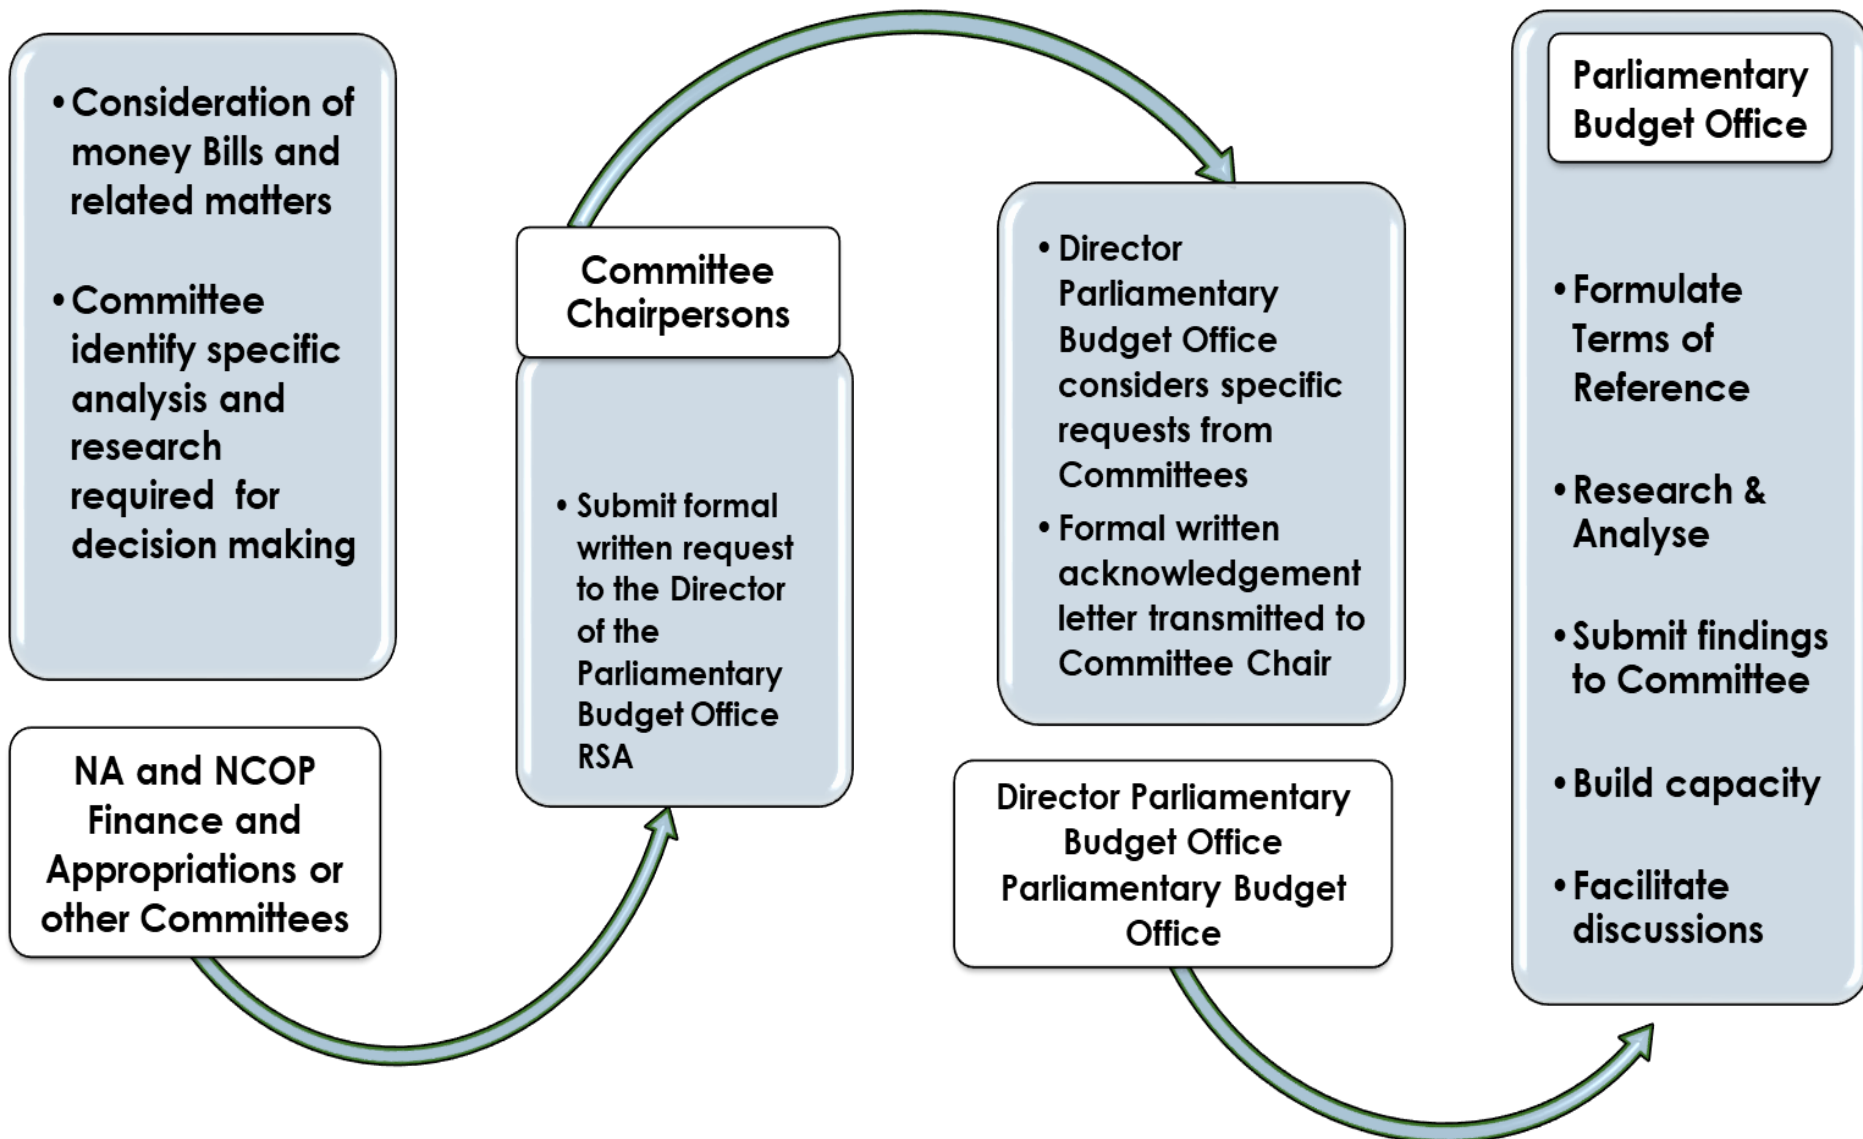 • Consideration of
money Bills and
related matters
• Committee
identify specific
analysis and
research
required for
decision making
NA and NCOP
Finance and
Appropriations or
other Committees
Committee
Chairpersons
• Submit formal
written request
to the Director
of the
Parliamentary
Budget Office
RSA
• Director
Parliamentary
Budget Office
considers specific
requests from
Committees
• Formal written
acknowledgement
letter transmitted to
Committee Chair
Director Parliamentary
Budget Office
Parliamentary Budget
Office
Parliamentary
Budget Office
• Formulate
Terms of
Reference
• Research &
Analyse
• Submit findings
to Committee
• Build capacity
• Facilitate
discussions